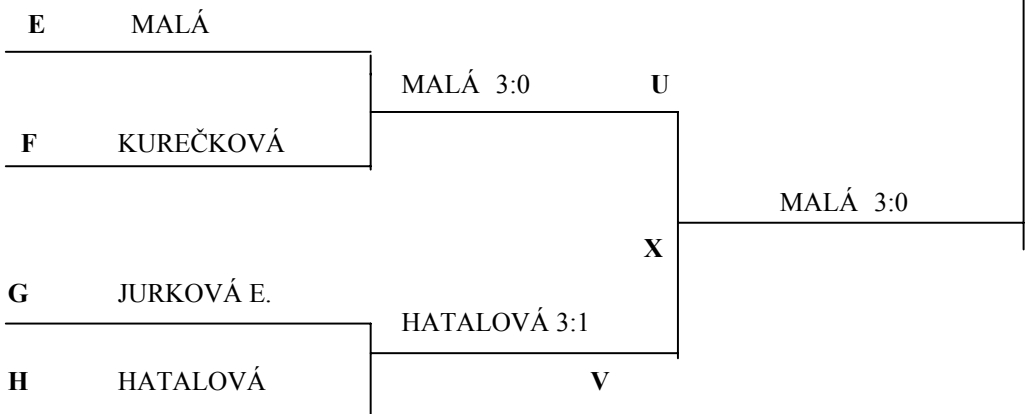 E MALÁ
MALÁ 3:0 U
F KUREČKOVÁ
MALÁ 3:0
X
G JURKOVÁ E.
HATALOVÁ 3:1
H HATALOVÁ V